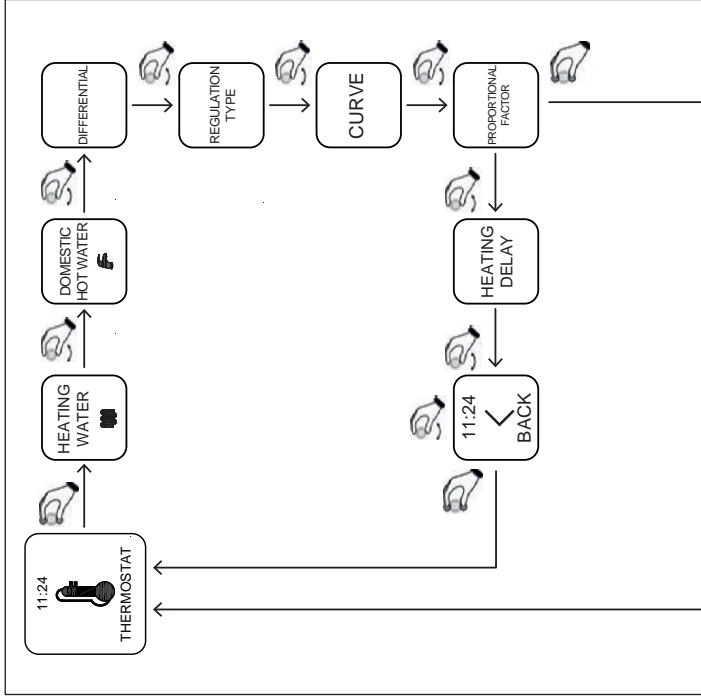 11:24
THERMOSTAT
HEATING
WATER
DOMESTIC
HOT WATER
DIFFERENTIAL
REGULATION
TYPE
CURVE
PROPORTIONAL
FACTOR
HEATING
DELAY
11:24
BACK